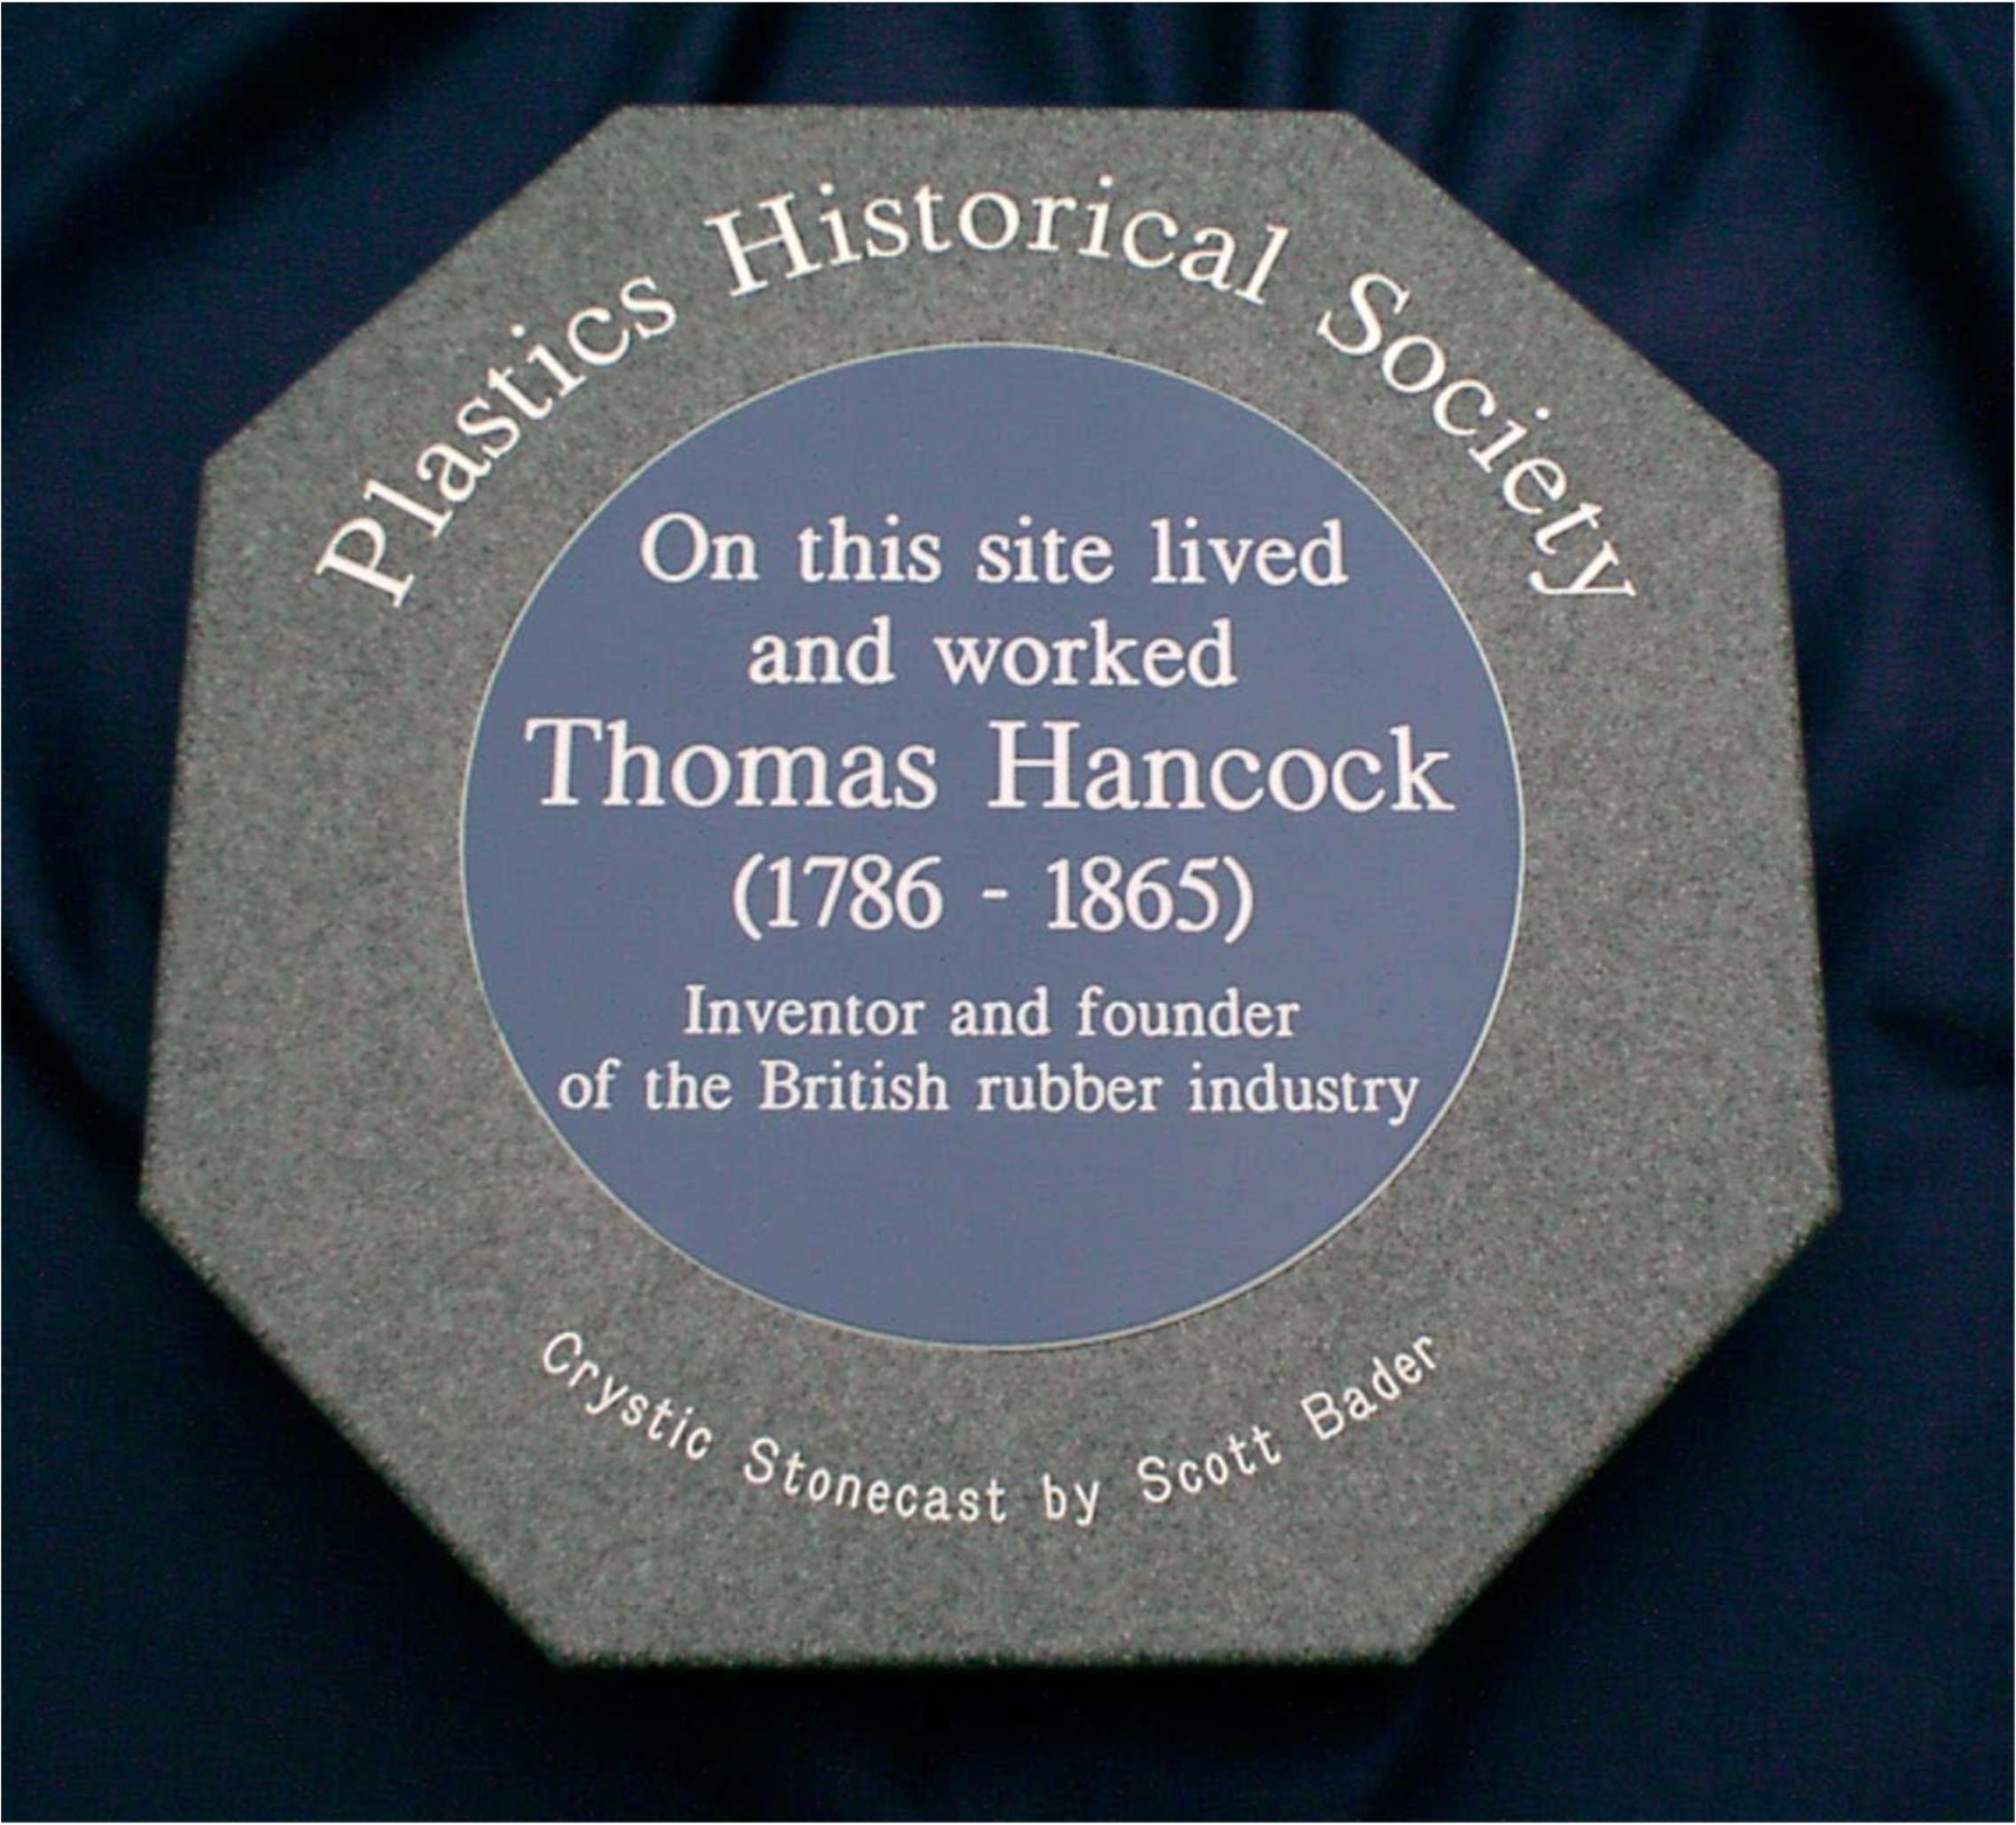 Plastics Historical Society
On this site lived
and worked
Thomas Hancock
(1786 - 1865)
Inventor and founder
of the British rubber industry
Crystic Stonecast by Scott Bader